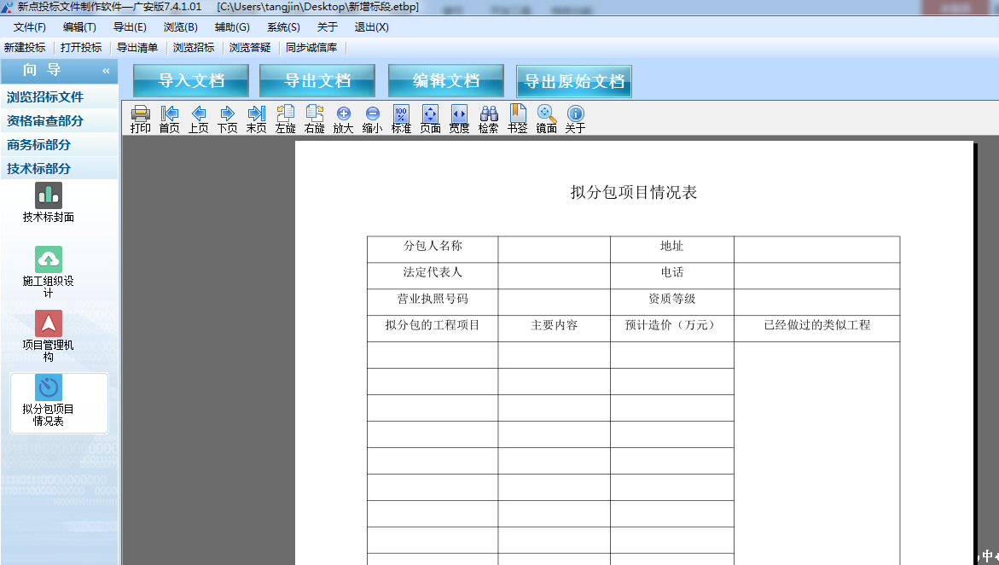 新点投标文件制作软件—广安版7.4.1.01 [C:\Users\tangjin\Desktop\新增标段.etbp]
文件(F) 编辑(T) 导出(E) 浏览(B) 辅助(G) 系统(S) 关于 退出(X)
新建投标 打开投标 导出清单 浏览招标 浏览答疑 同步诚信库
向 导 «
导入文档 导出文档 编辑文档 导出原始文档
浏览招标文件
资格审查部分
商务标部分
技术标部分
技术标封面
施工组织设
计
项目管理机
构
拟分包项目
情况表
100
%
打印 首页 上页 下页 末页 左旋 右旋 放大 缩小 标准 页面 宽度 检索 书签 镜面 关于
拟分包项目情况表
分包人名称 地址
法定代表人 电话
营业执照号码 资质等级
拟分包的工程项目 主要内容 预计造价（万元） 已经做过的类似工程
中